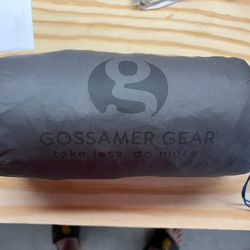 g
GOSSAMER GEAR
take less. do more.